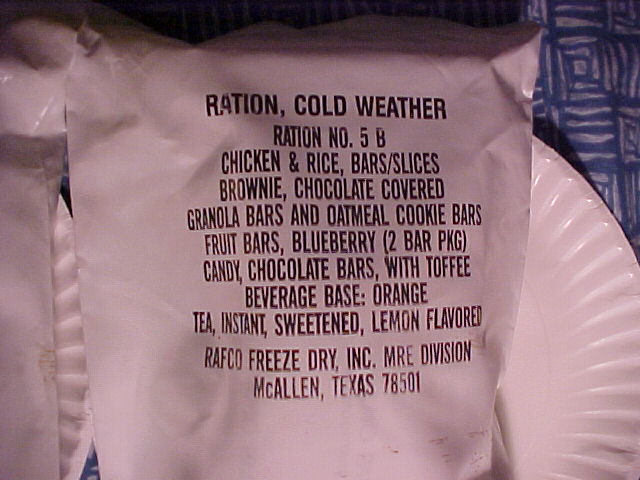 RATION, COLD WEATHER
RATION NO. 5 B
CHICKEN & RICE, BARS/SLICES
BROWNIE, CHOCOLATE COVERED
GRANOLA BARS AND OATMEAL COOKIE BARS
FRUIT BARS, BLUEBERRY (2 BAR PKG)
CANDY, CHOCOLATE BARS, WITH TOFFEE
BEVERAGE BASE: ORANGE
TEA, INSTANT, SWEETENED, LEMON FLAVORED
RAFCO FREEZE DRY, INC. MRE DIVISION
McALLEN, TEXAS 78501